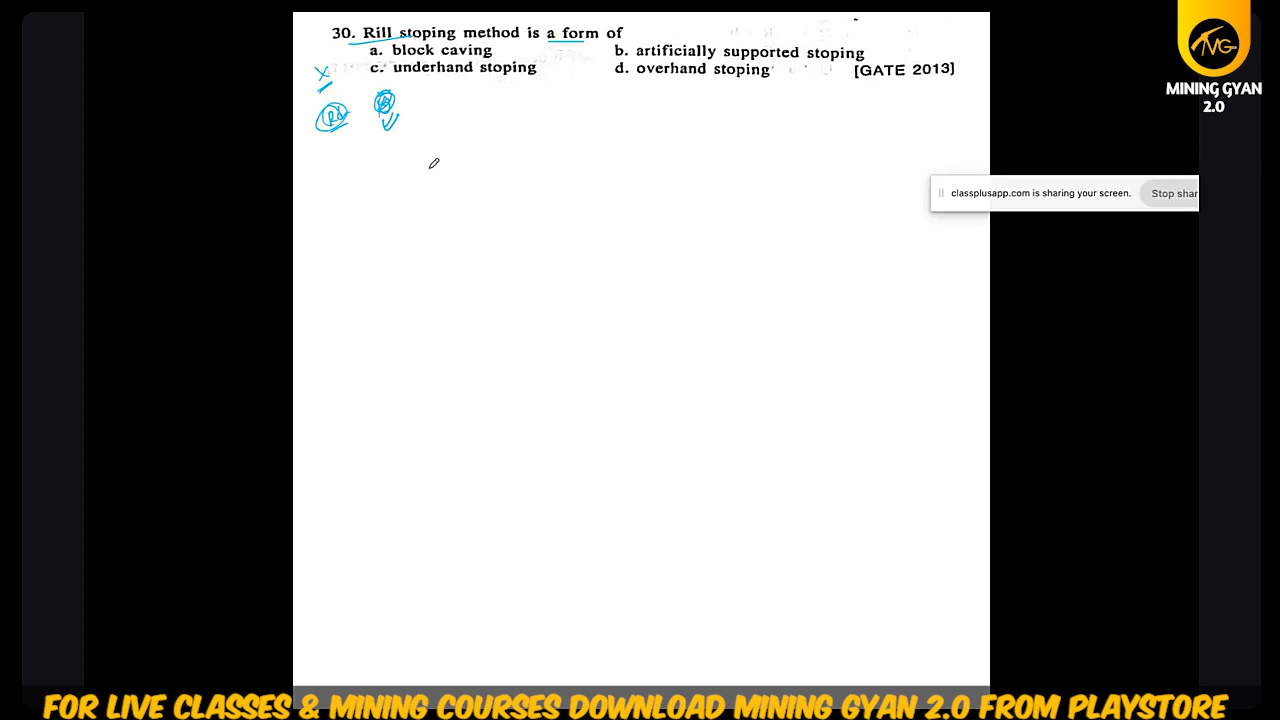 30. Rill stoping method is a form of
a. block caving b. artificially supported stoping
c. underhand stoping d. overhand stoping [GATE 2013]
MINING GYAN
2.0
classplusapp.com is sharing your screen. Stop shar
FOR LIVE CLASSES & MINING COURSES DOWNLOAD MINING GYAN 2.0 FROM PLAYSTORE